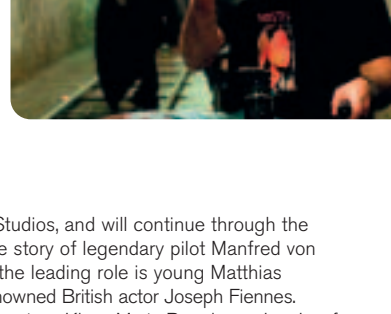 Studios, and will continue through the
story of legendary pilot Manfred von
the leading role is young Matthias
nowned British actor Joseph Fiennes.